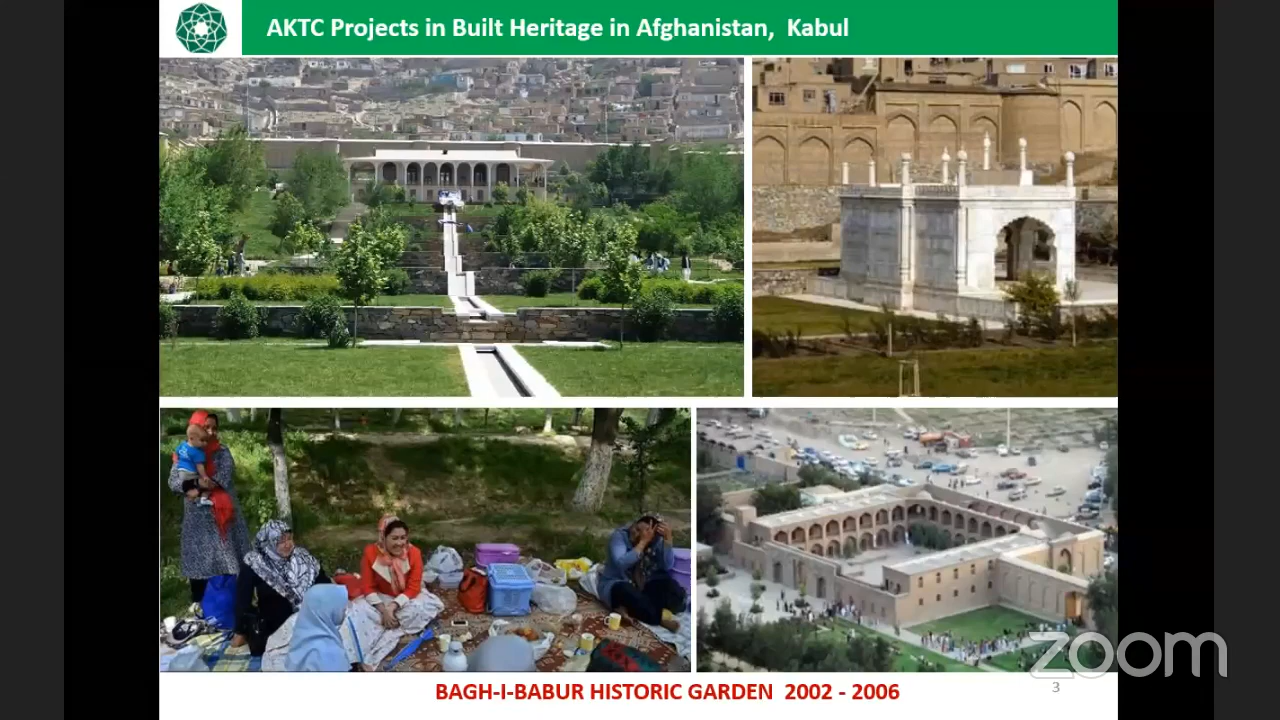 AKTC Projects in Built Heritage in Afghanistan, Kabul
BAGH-I-BABUR HISTORIC GARDEN 2002 - 2006
3
zoom